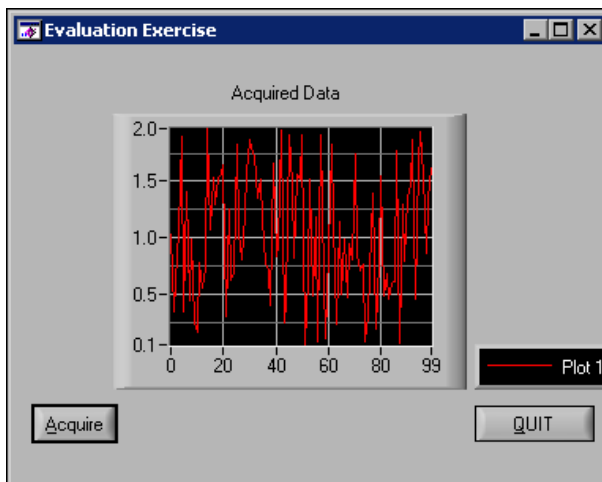 Evaluation Exercise
Acquired Data
2.0
1.5
1.0
0.5
0.1
0 20 40 60 80 99
Plot 1
Acquire
QUIT